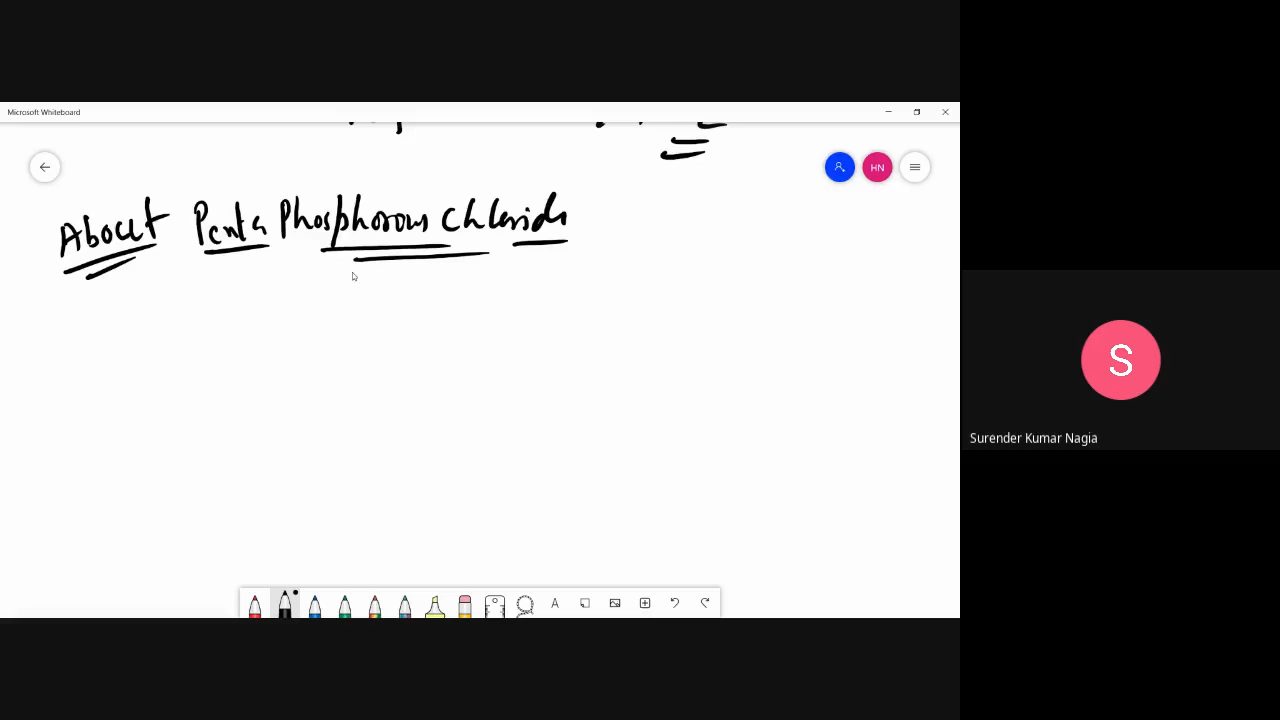 Microsoft Whiteboard
HN
About Penta Phosphorous Chloride
S
Surender Kumar Nagia
A